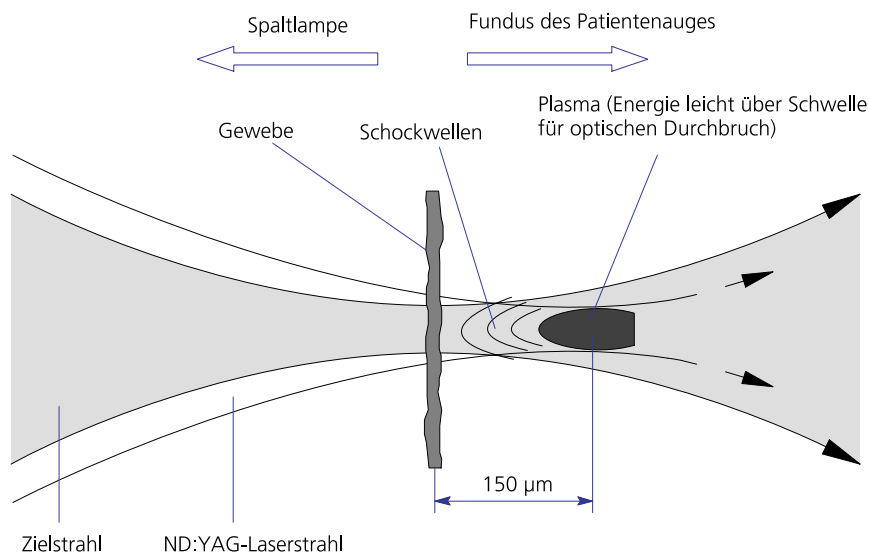 Spaltlampe
Fundus des Patientenauges
Plasma (Energie leicht über Schwelle
für optischen Durchbruch)
Gewebe
Schockwellen
150 µm
Zielstrahl
ND:YAG-Laserstrahl